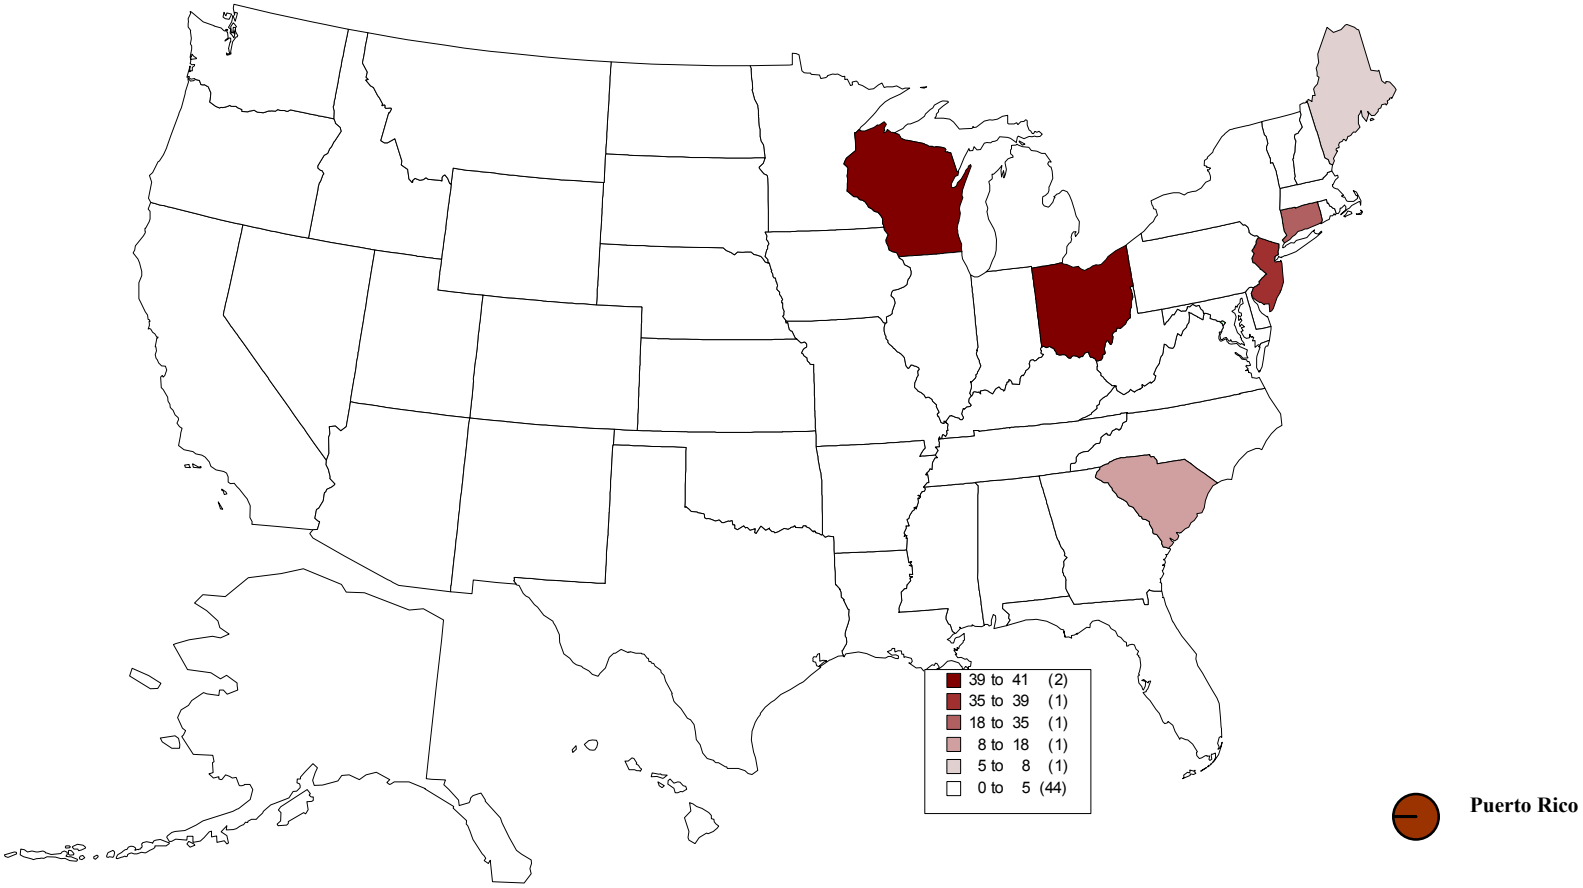 39 to 41 (2)
35 to 39 (1)
18 to 35 (1)
8 to 18 (1)
5 to 8 (1)
0 to 5 (44)
Puerto Rico